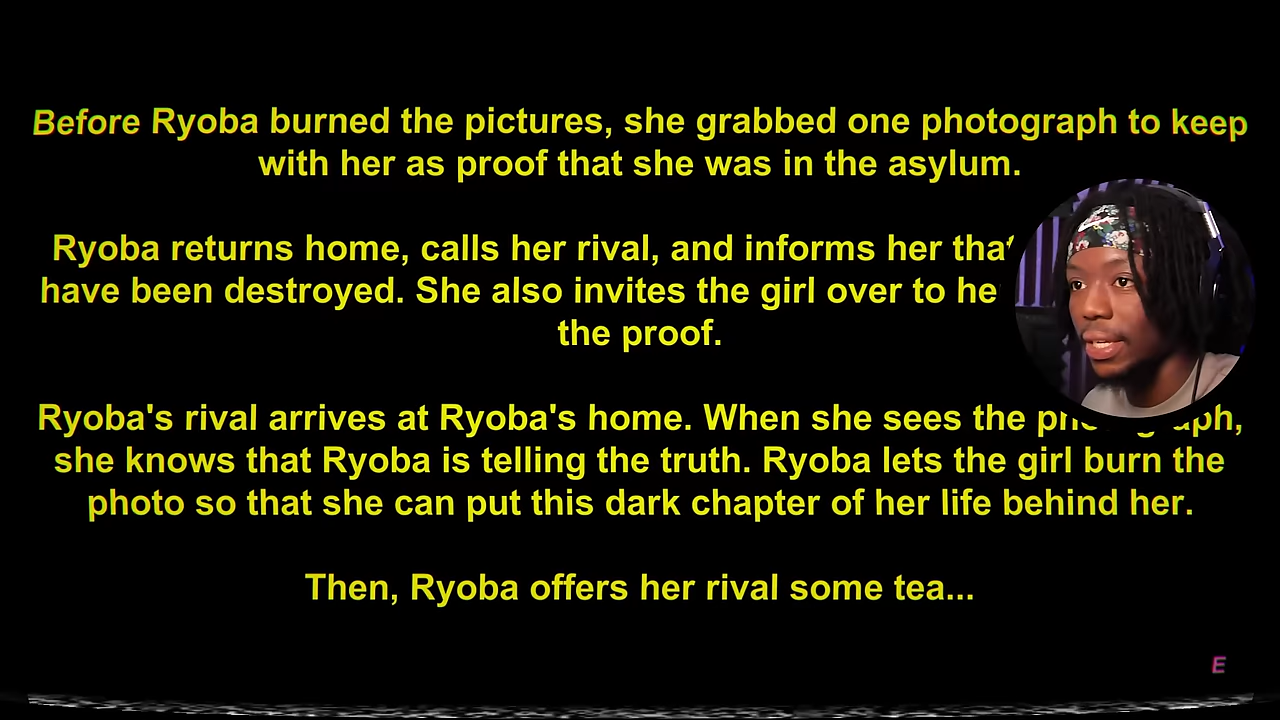 Before Ryoba burned the pictures, she grabbed one photograph to keep
with her as proof that she was in the asylum.
Ryoba returns home, calls her rival, and informs her that
have been destroyed. She also invites the girl over to
the proof.
Ryoba's rival arrives at Ryoba's home. When she sees the
she knows that Ryoba is telling the truth. Ryoba lets the girl burn the
photo so that she can put this dark chapter of her life behind her.
Then, Ryoba offers her rival some tea...
E